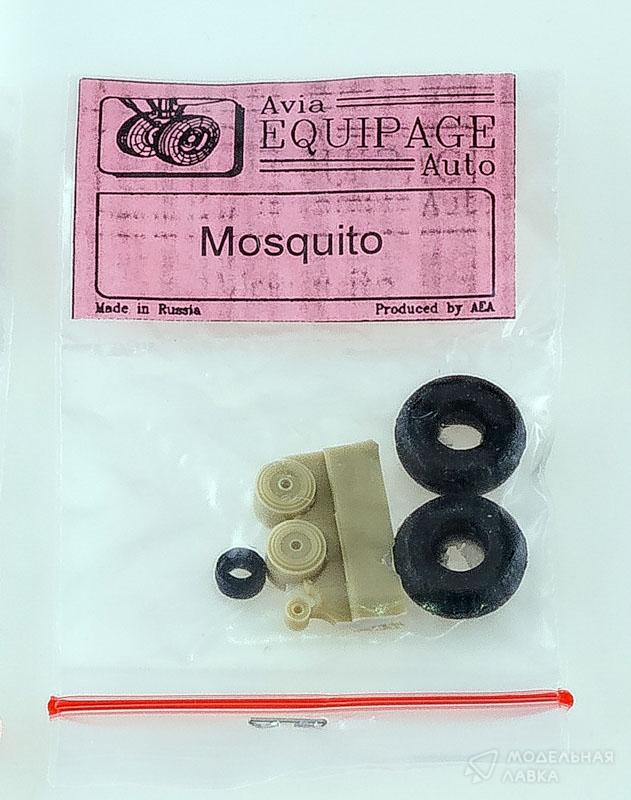 Avia
EQUIPAGE
Auto
Mosquito
Made in Russia
Produced by AEA
МОДЕЛЬНАЯ
ЛАВКА